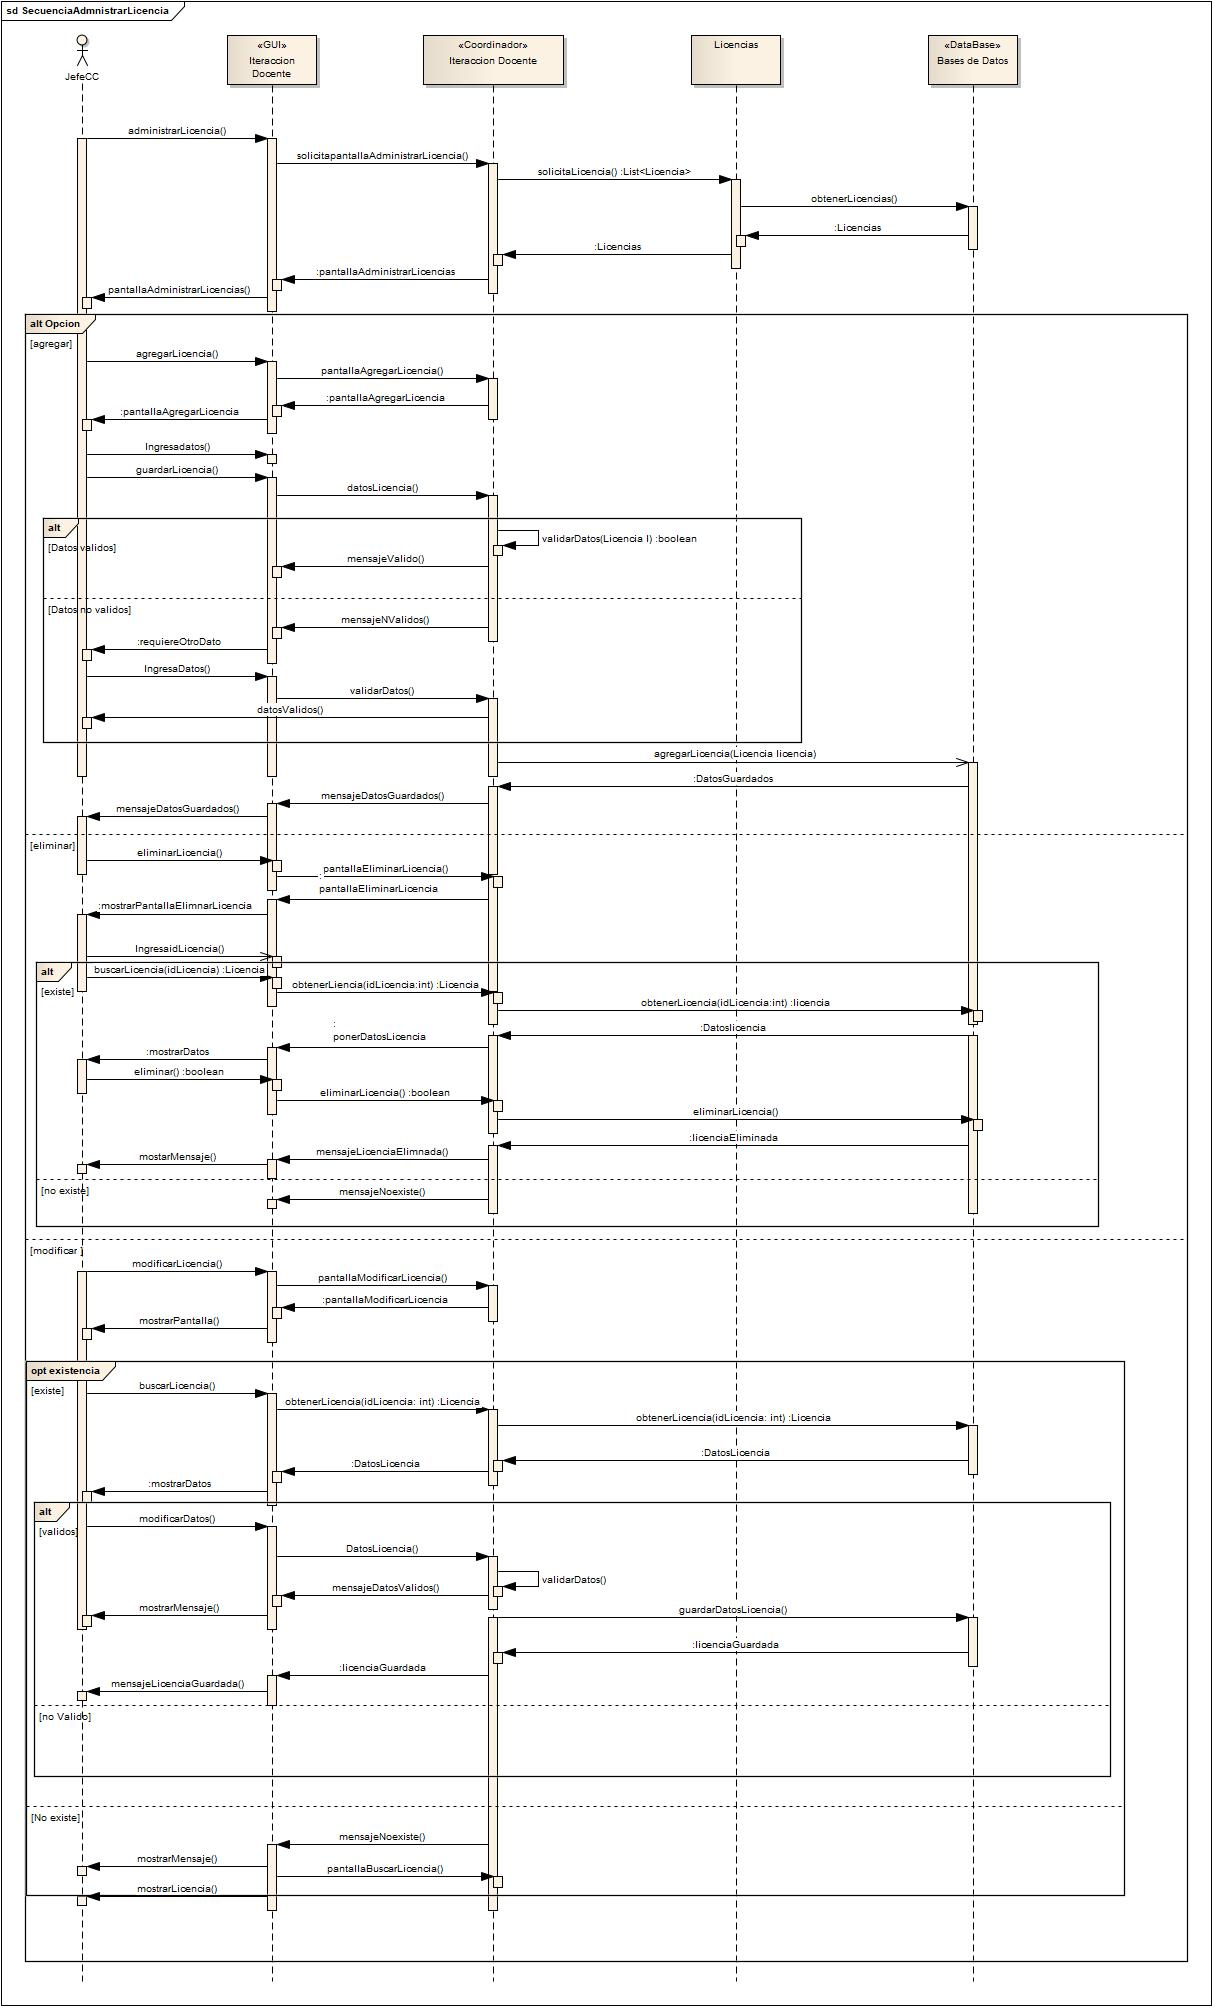 sd SecuenciaAdmnistrarLicencia
JefeCC
«GUI»
Iteraccion
Docente
«Coordinador»
Iteraccion Docente
Licencias
«DataBase»
Bases de Datos
administrarLicencia()
solicitapantallaAdministrarLicencia()
solicitaLicencia() :List<Licencia>
obtenerLicencias()
:Licencias
:Licencias
:pantallaAdministrarLicencias
pantallaAdministrarLicencias()
alt Opcion
[agregar]
agregarLicencia()
pantallaAgregarLicencia()
:pantallaAgregarLicencia
:pantallaAgregarLicencia
Ingresadatos()
guardarLicencia()
datosLicencia()
alt
validarDatos(Licencia l) :boolean
[Datos validos]
mensajeValido()
[Datos no validos]
mensajeNValidos()
:requiereOtroDato
IngresaDatos()
validarDatos()
datosValidos()
agregarLicencia(Licencia licencia)
:DatosGuardados
mensajeDatosGuardados()
mensajeDatosGuardados()
[eliminar]
eliminarLicencia()
pantallaEliminarLicencia()
:
pantallaEliminarLicencia
:mostrarPantallaElimnarLicencia
IngresaidLicencia()
alt
buscarLicencia(idLicencia) :Licencia
obtenerLiencia(idLicencia:int) :Licencia
[existe]
obtenerLicencia(idLicencia:int) :licencia
:
ponerDatosLicencia
:Datoslicencia
:mostrarDatos
eliminar() :boolean
eliminarLicencia() :boolean
eliminarLicencia()
:licenciaEliminada
mensajeLicenciaElimnada()
mostarMensaje()
[no existe]
mensajeNoexiste()
[modificar ]
modificarLicencia()
pantallaModificarLicencia()
:pantallaModificarLicencia
mostrarPantalla()
opt existencia
[existe]
buscarLicencia()
obtenerLicencia(idLicencia: int) :Licencia
obtenerLicencia(idLicencia: int) :Licencia
:DatosLicencia
:DatosLicencia
:mostrarDatos
alt
modificarDatos()
[validos]
DatosLicencia()
validarDatos()
mensajeDatosValidos()
mostrarMensaje()
guardarDatosLicencia()
:licenciaGuardada
:licenciaGuardada
mensajeLicenciaGuardada()
[no Valido]
[No existe]
mensajeNoexiste()
mostrarMensaje()
pantallaBuscarLicencia()
mostrarLicencia()